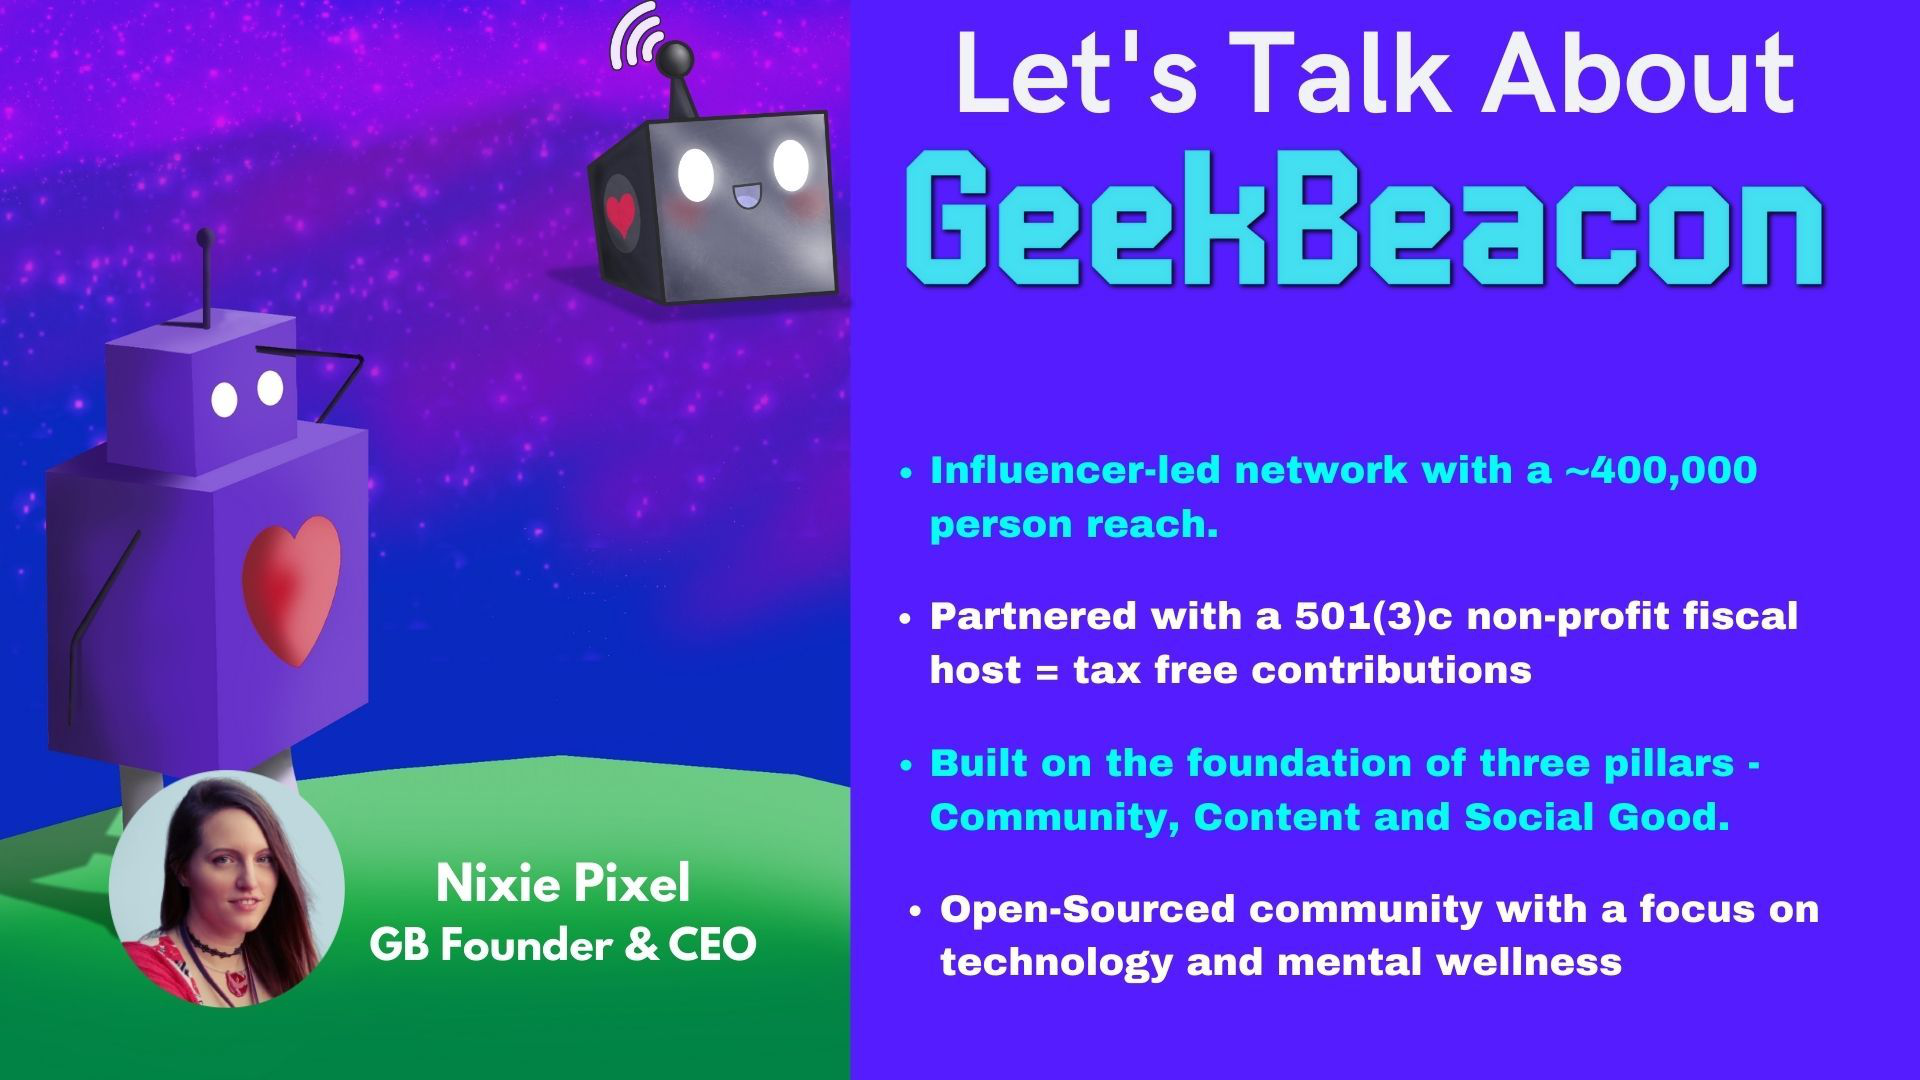 Let's Talk About
GeekBeacon
• Influencer-led network with a ~400,000
person reach.
• Partnered with a 501(3)c non-profit fiscal
host = tax free contributions
• Built on the foundation of three pillars -
Community, Content and Social Good.
• Open-Sourced community with a focus on
technology and mental wellness
Nixie Pixel
GB Founder & CEO